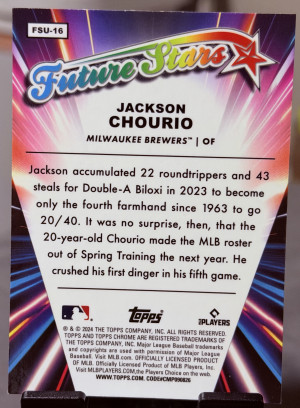 FSU-16
Future Stars
JACKSON
CHOURIO
MILWAUKEE BREWERS™ | OF
Jackson accumulated 22 roundtrippers and 43
steals for Double-A Biloxi in 2023 to become
only the fourth farmhand since 1963 to go
20/40. It was no surprise, then, that the
20-year-old Chourio made the MLB roster
out of Spring Training the next year. He
crushed his first dinger in his fifth game.
Topps
MLB PLAYERS
® & © 2024 THE TOPPS COMPANY, INC. ALL RIGHTS RESERVED.
TOPPS AND TOPPS CHROME ARE REGISTERED TRADEMARKS OF
THE TOPPS COMPANY, INC. Major League Baseball trademarks
and copyrights are used with permission of Major League
Baseball. Visit MLB.com. OFFICIALLY LICENSED PRODUCT
OF MLB PLAYERS, INC. Officially Licensed Product of MLB Players, Inc.
Visit MLBPLAYERS.COM, the Players Choice on the web.
WWW.TOPPS.COM. CODE#CMP090826